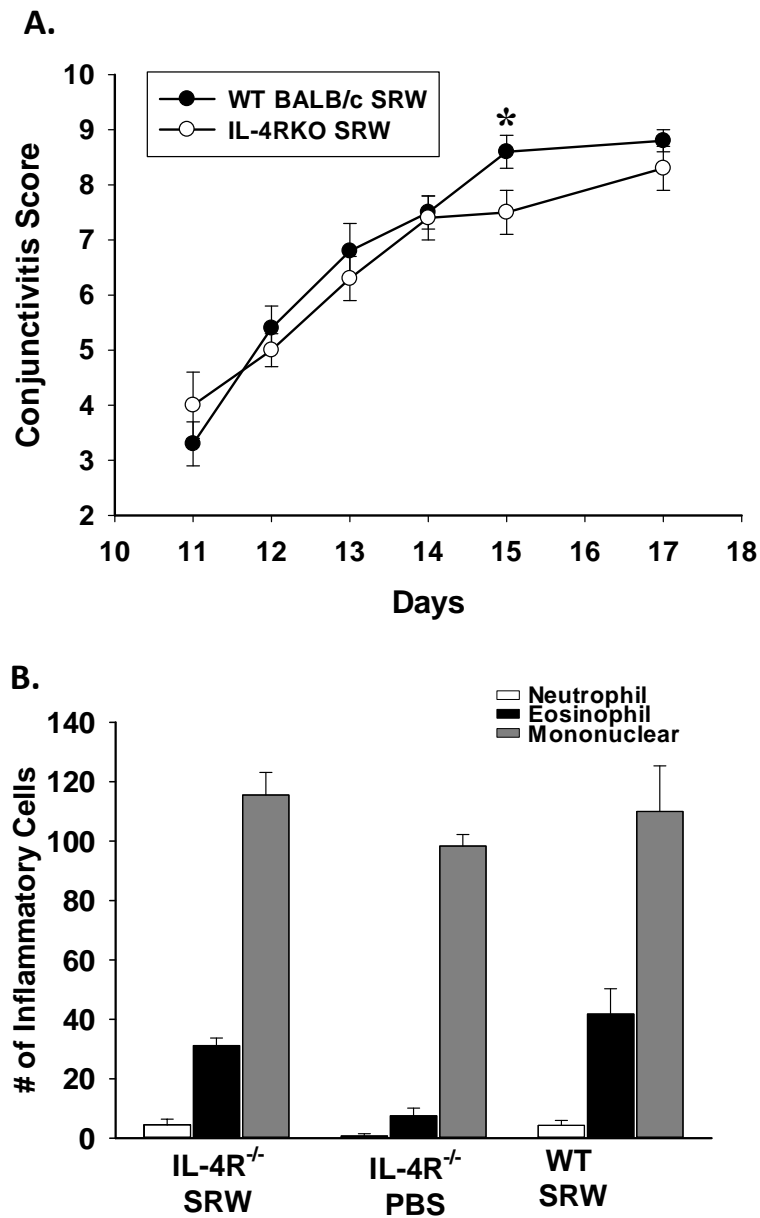 A.
10
9
8
7
6
5
4
3
2
Conjunctivitis Score
WT BALB/c SRW
IL-4RKO SRW
*
10 11 12 13 14 15 16 17 18
Days
B.
Neutrophil
Eosinophil
Mononuclear
140
120
100
80
60
40
20
0
# of Inflammatory Cells
IL-4R-/- IL-4R-/- WT
SRW PBS SRW